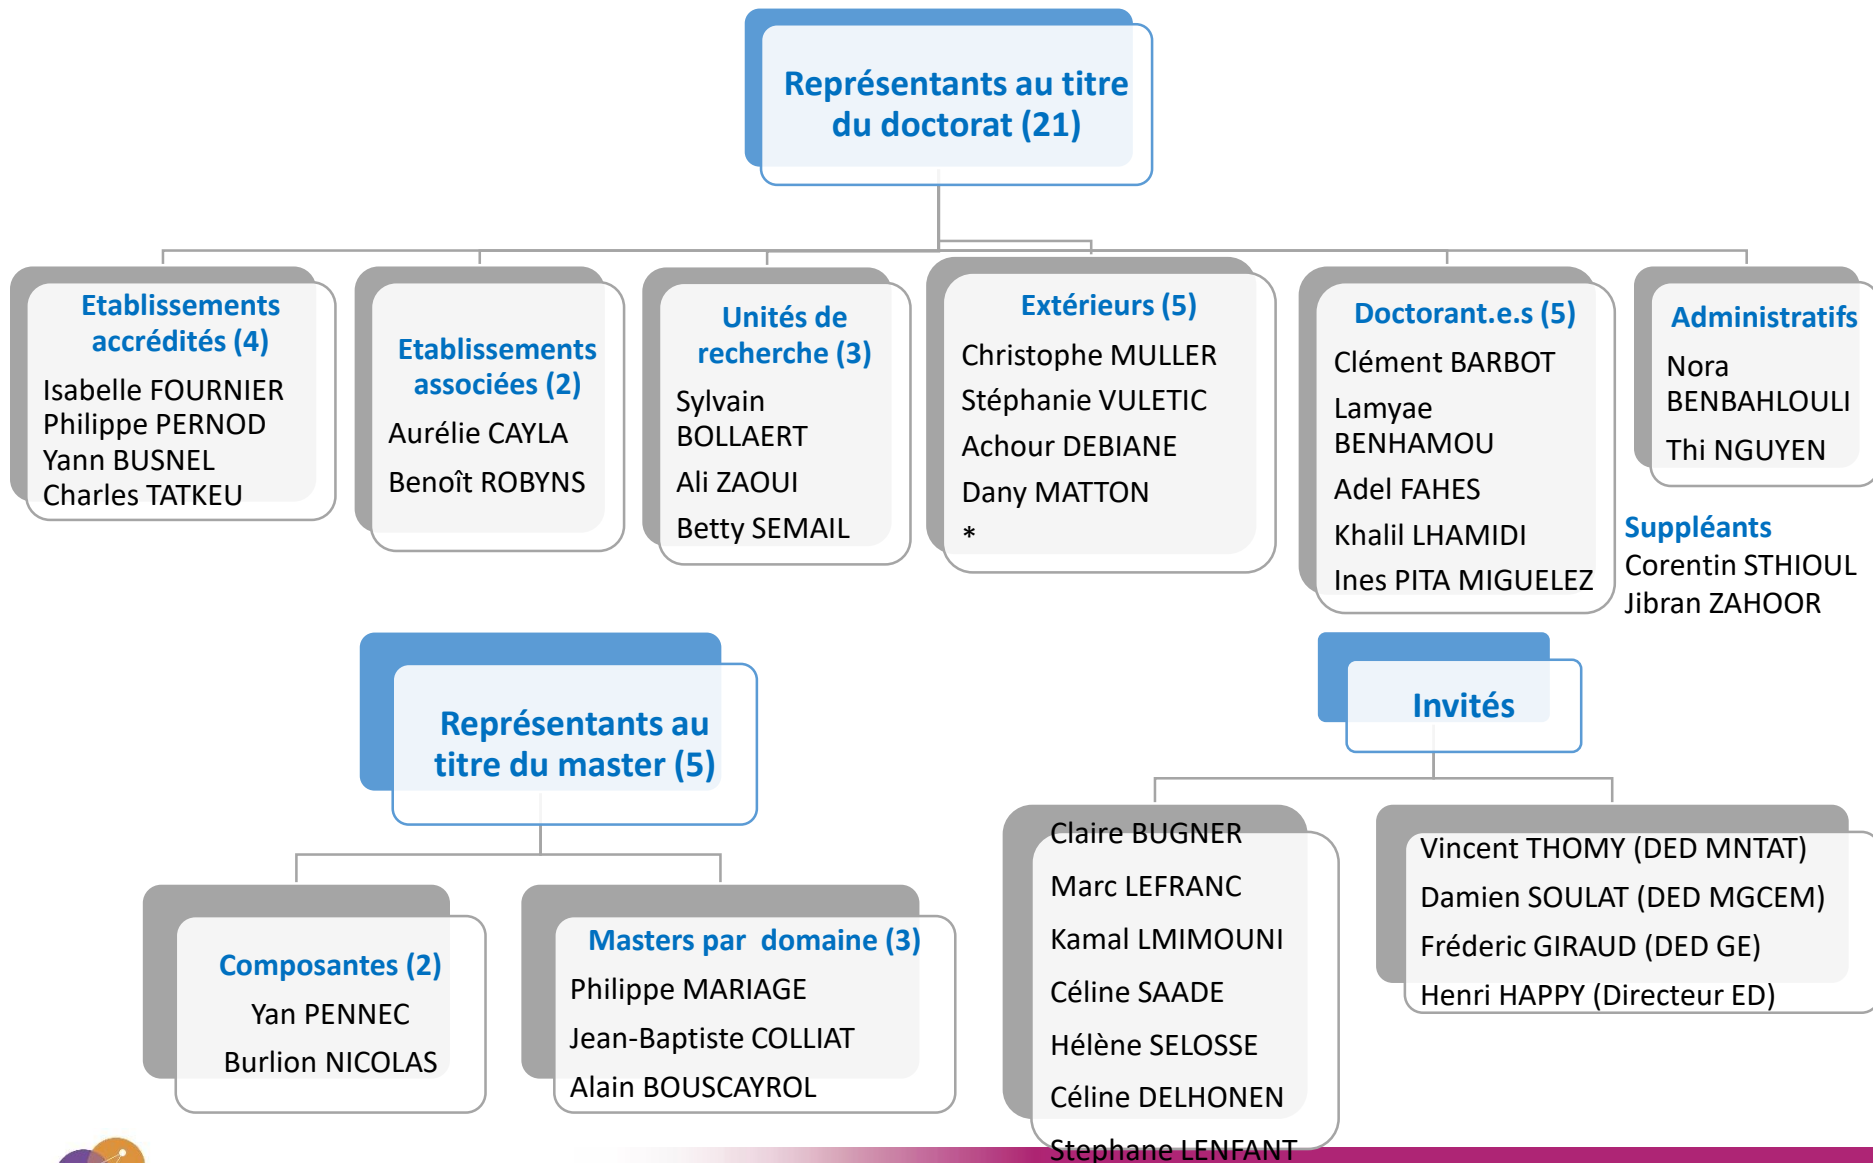 Représentants au titre
du doctorat (21)
Etablissements
accrédités (4)
Isabelle FOURNIER
Philippe PERNOD
Yann BUSNEL
Charles TATKEU
Etablissements
associées (2)
Aurélie CAYLA
Benoît ROBYNS
Unités de
recherche (3)
Sylvain
BOLLAERT
Ali ZAOUI
Betty SEMAIL
Extérieurs (5)
Christophe MULLER
Stéphanie VULETIC
Achour DEBIANE
Dany MATTON
*
Doctorant.e.s (5)
Clément BARBOT
Lamyae
BENHAMOU
Adel FAHES
Khalil LHAMIDI
Ines PITA MIGUELEZ
Administratifs
Nora
BENBAHLOULI
Thi NGUYEN
Suppléants
Corentin STHIOUL
Jibran ZAHOOR
Représentants au
titre du master (5)
Composantes (2)
Yan PENNEC
Burlion NICOLAS
Masters par  domaine (3)
Philippe MARIAGE
Jean-Baptiste COLLIAT
Alain BOUSCAYROL
Invités
Claire BUGNER
Marc LEFRANC
Kamal LMIMOUNI
Céline SAADE
Hélène SELOSSE
Céline DELHONEN
Stephane LENFANT
Vincent THOMY (DED MNTAT)
Damien SOULAT (DED MGCEM)
Fréderic GIRAUD (DED GE)
Henri HAPPY (Directeur ED)